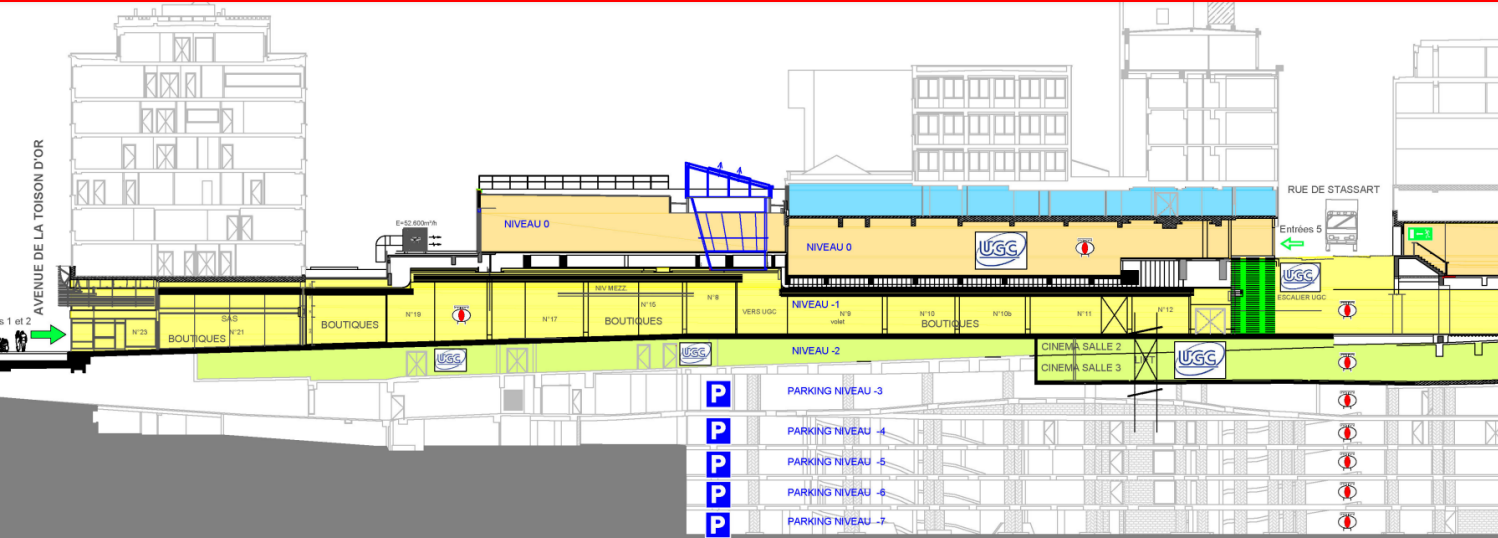 AVENUE DE LA TOISON D'OR
s 1 et 2
E=52.600m³/h
NIVEAU 0
NIVEAU 0
UGC
RUE DE STASSART
Entrées 5
UGC
ESCALIER UGC
N°23
SAS
N°21
BOUTIQUES
BOUTIQUES
N°19
N°17
NIV MEZZ.
N°15
BOUTIQUES
N°8
VERS UGC
NIVEAU -1
N°9
volet
N°10
BOUTIQUES
N°10b
N°11
N°12
UGC
UGC
NIVEAU -2
CINEMA SALLE 2
CINEMA SALLE 3
LIFT
UGC
P
PARKING NIVEAU -3
P
PARKING NIVEAU -4
P
PARKING NIVEAU -5
P
PARKING NIVEAU -6
P
PARKING NIVEAU -7